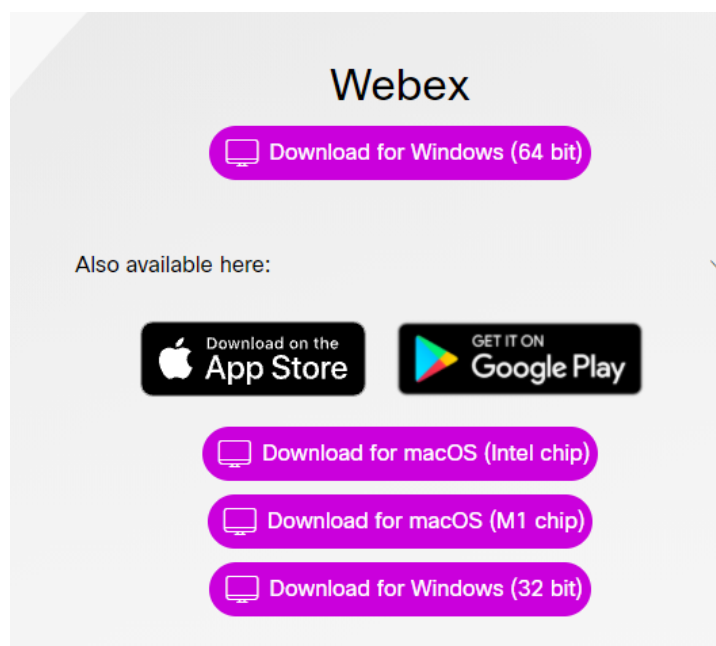 Webex
Download for Windows (64 bit)
Also available here:
Download on the
App Store
GET IT ON
Google Play
Download for macOS (Intel chip)
Download for macOS (M1 chip)
Download for Windows (32 bit)